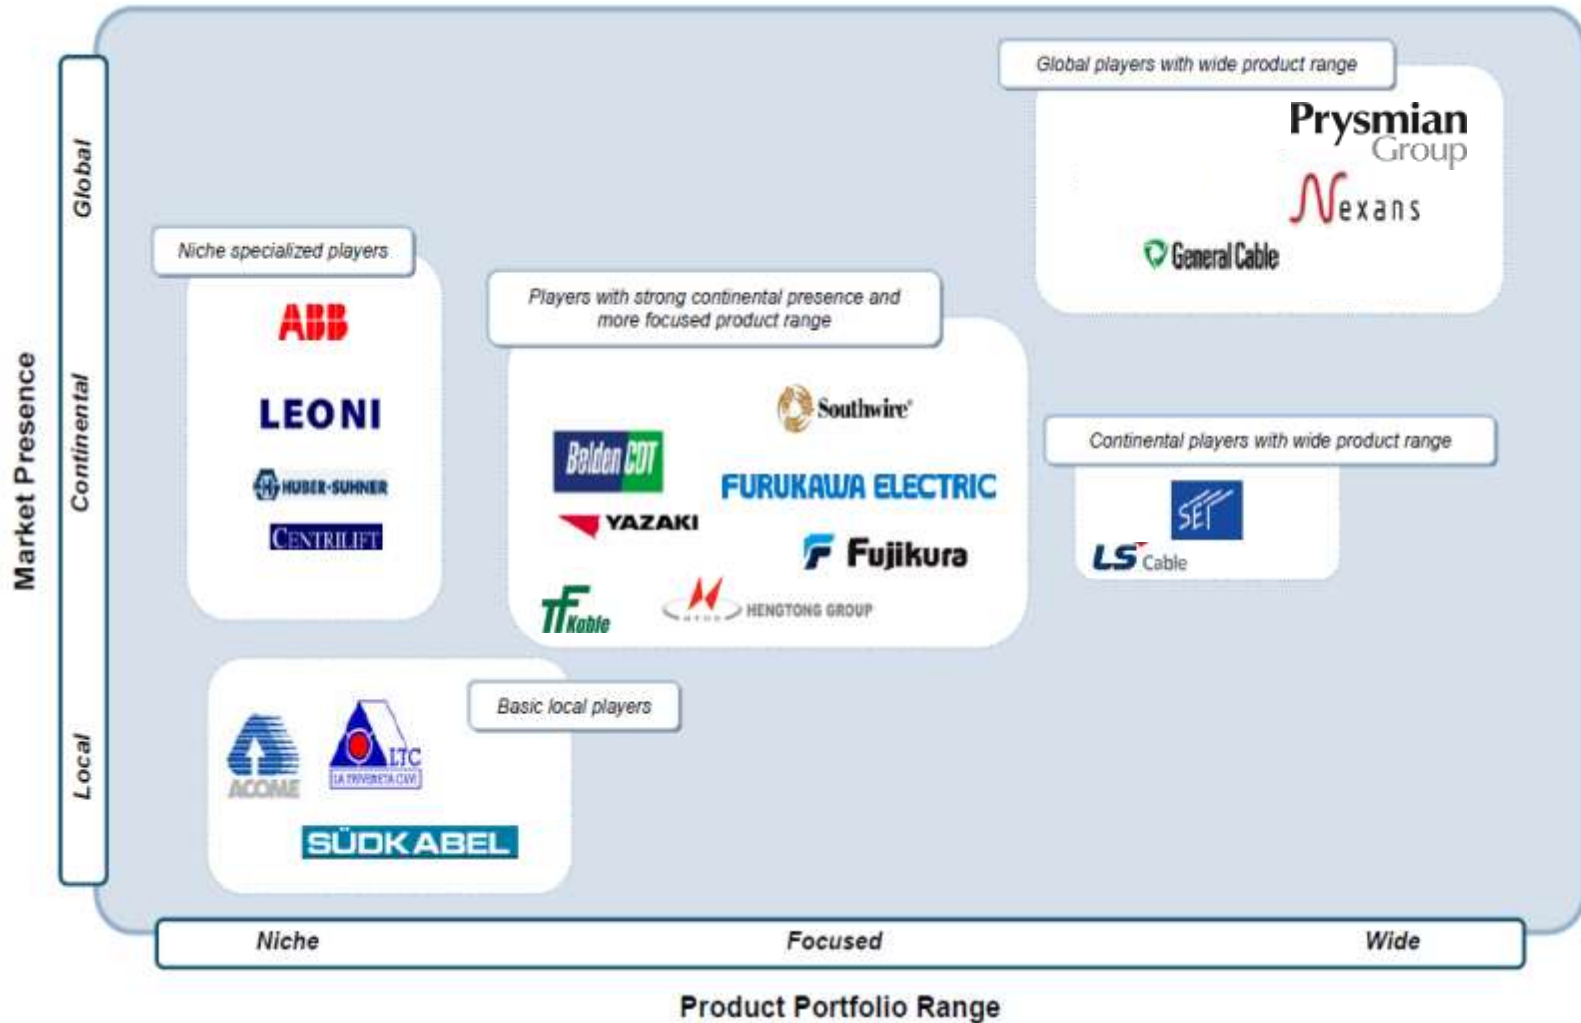 Global players with wide product range
Prysmian
Group
Nexans
General Cable
Niche specialized players
ABB
LEONI
HUBER+SUHNER
CENTRILIFT
Players with strong continental presence and
more focused product range
Southwire®
Belden CDT
FURUKAWA ELECTRIC
YAZAKI
Fujikura
TF
Kable
HENGTONG GROUP
Continental players with wide product range
LS Cable
Basic local players
ACOME
LTC
LA TRIVENETA CAVI
SÜDKABEL
Market Presence
Global
Continental
Local
Niche
Focused
Wide
Product Portfolio Range